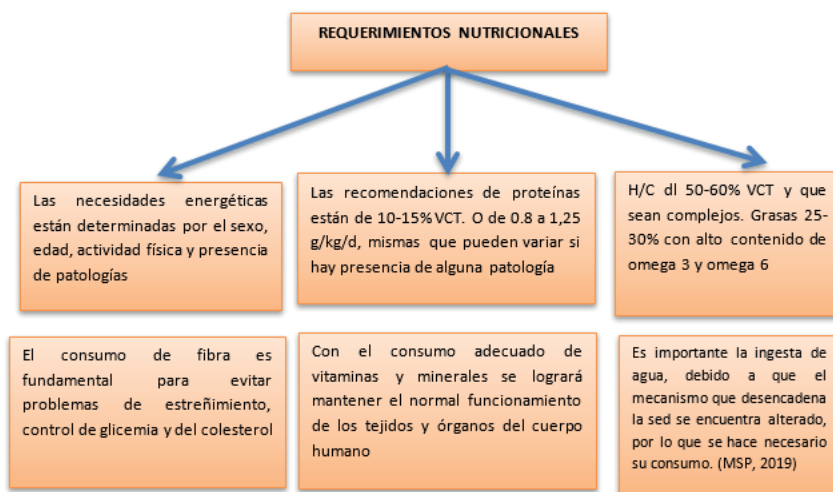 REQUERIMIENTOS NUTRICIONALES
Las necesidades energéticas
están determinadas por el sexo,
edad, actividad física y presencia
de patologías
Las recomendaciones de proteínas
están de 10-15% VCT. O de 0.8 a 1,25
g/kg/d, mismas que pueden variar si
hay presencia de alguna patología
H/C dl 50-60% VCT y que
sean complejos. Grasas 25-
30% con alto contenido de
omega 3 y omega 6
El consumo de fibra es
fundamental para evitar
problemas de estreñimiento,
control de glicemia y del colesterol
Con el consumo adecuado de
vitaminas y minerales se logrará
mantener el normal funcionamiento
de los tejidos y órganos del cuerpo
humano
Es importante la ingesta de
agua, debido a que el
mecanismo que desencadena
la sed se encuentra alterado,
por lo que se hace necesario
su consumo. (MSP, 2019)